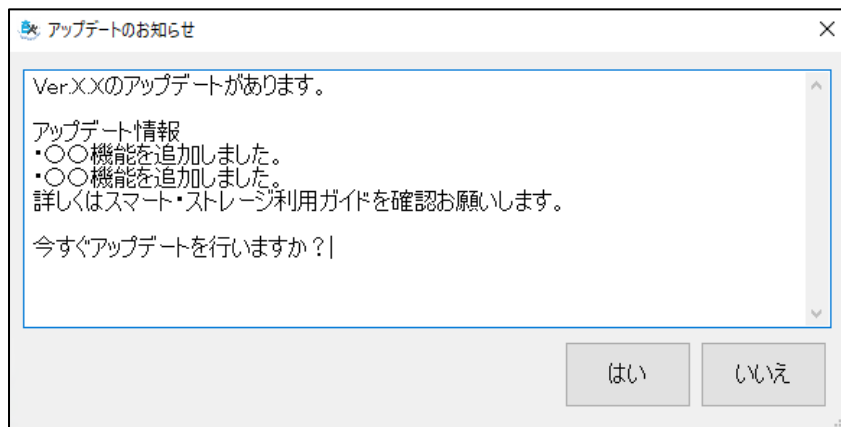 アップデートのお知らせ
Ver.X.Xのアップデートがあります。
アップデート情報
・〇〇機能を追加しました。
・〇〇機能を追加しました。
詳しくはスマート・ストレージ利用ガイドを確認お願いします。
今すぐアップデートを行いますか？
はい
いいえ